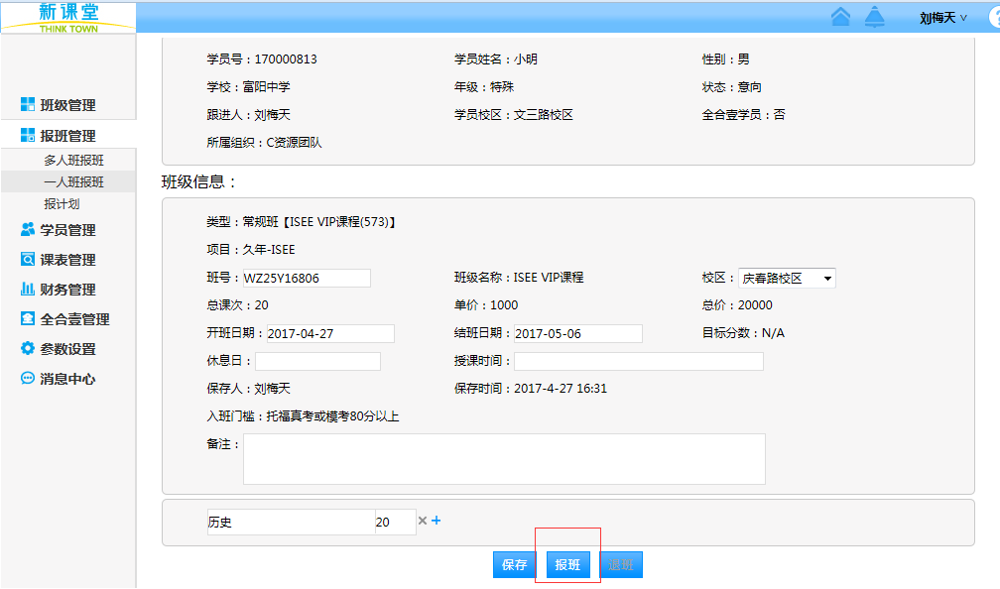 新课堂
THINK TOWN
刘梅天
?
班级管理
报班管理
多人班报班
一人班报班
报计划
学员管理
课表管理
财务管理
全合壹管理
参数设置
消息中心
学员号：170000813 学员姓名：小明 性别：男
学校：富阳中学 年级：特殊 状态：意向
跟进人：刘梅天 学员校区：文三路校区 全合壹学员：否
所属组织：C资源团队
班级信息：
类型：常规班【ISEE VIP课程(573)】
项目：久年-ISEE
班号：WZ25Y16806 班级名称：ISEE VIP课程 校区：庆春路校区
总课次：20 单价：1000 总价：20000
开班日期：2017-04-27 结班日期：2017-05-06 目标分数：N/A
休息日： 授课时间：
保存人：刘梅天 保存时间：2017-4-27 16:31
入班门槛：托福真考或模考80分以上
备注：
历史 20 × +
保存 报班 退班